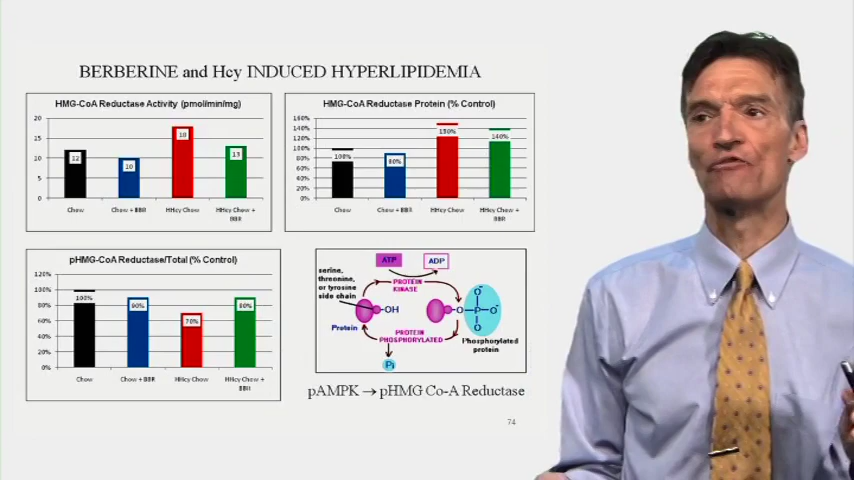 BERBERINE and Hcy INDUCED HYPERLIPIDEMIA
HMG-CoA Reductase Activity (pmol/min/mg)
20
15
10
5
0
12
10
18
13
Chow
Chow + BBR
HHcy Chow
HHcy Chow +
BBR
HMG-CoA Reductase Protein (% Control)
160%
140%
120%
100%
80%
60%
40%
20%
0%
100%
90%
150%
140%
Chow
Chow + BBR
HHcy Chow
HHcy Chow +
BBR
pHMG-CoA Reductase/Total (% Control)
120%
100%
80%
60%
40%
20%
0%
100%
90%
70%
90%
Chow
Chow + BBR
HHcy Chow
HHcy Chow +
BBR
ATP
ADP
serine,
threonine,
or tyrosine
side chain
PROTEIN
KINASE
OH
O P O-
O-
O
Protein
PROTEIN
PHOSPHORYLATED
Phosphorylated
protein
Pi
pAMPK → pHMG Co-A Reductase
74